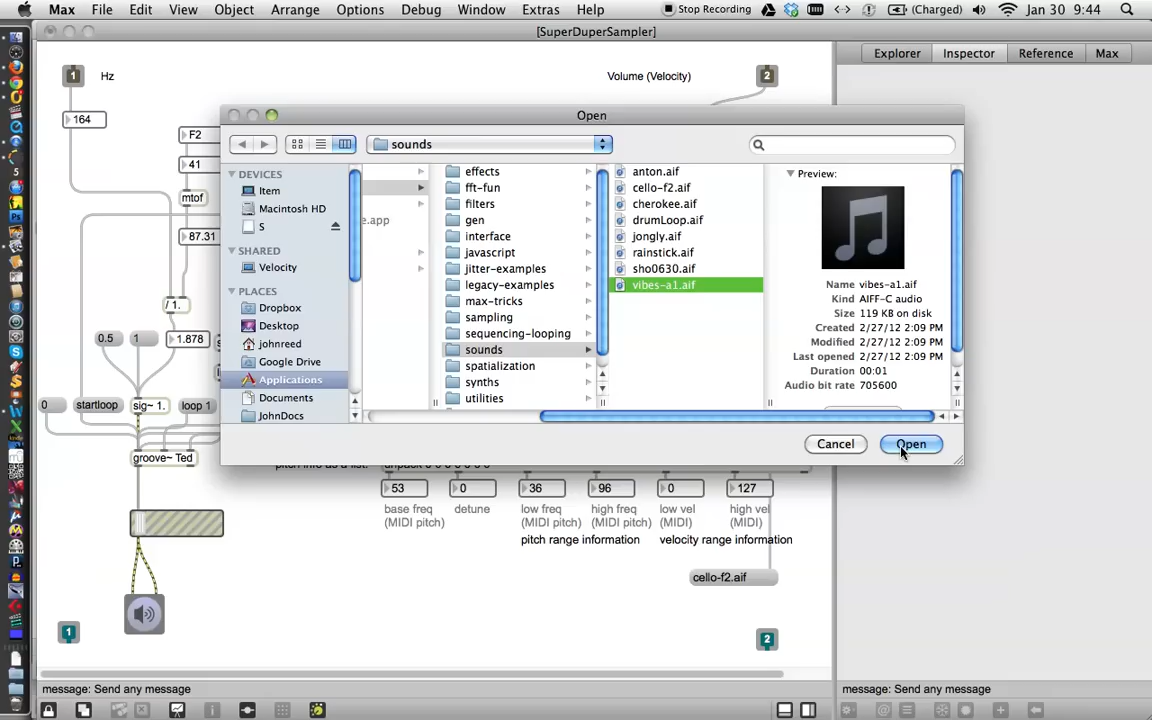 Max File Edit View Object Arrange Options Debug Window Extras Help Stop Recording (Charged) Jan 30 9:44
[SuperDuperSampler]
Explorer Inspector Reference Max
1 Hz Volume (Velocity) 2
164
F2
41
mtof
87.31
/ 1.
0.5 1 1.878
0 startloop sig~ 1. loop 1
groove~ Ted
Open
sounds
DEVICES
Item
Macintosh HD
S
SHARED
Velocity
PLACES
Dropbox
Desktop
johnreed
Google Drive
Applications
Documents
JohnDocs
e.app
effects
fft-fun
filters
gen
interface
javascript
jitter-examples
legacy-examples
max-tricks
sampling
sequencing-looping
sounds
spatialization
synths
utilities
anton.aif
cello-f2.aif
cherokee.aif
drumLoop.aif
jongly.aif
rainstick.aif
sho0630.aif
vibes-a1.aif
Preview:
Name vibes-a1.aif
Kind AIFF-C audio
Size 119 KB on disk
Created 2/27/12 2:09 PM
Modified 2/27/12 2:09 PM
Last opened 2/27/12 2:09 PM
Duration 00:01
Audio bit rate 705600
Cancel Open
pitch info as a list: unpack 0 0 0 0 0 0
53 0 36 96 0 127
base freq detune low freq high freq low vel high vel
(MIDI pitch) (MIDI pitch) (MIDI pitch) (MIDI) (MIDI)
pitch range information velocity range information
cello-f2.aif
1 2
message: Send any message message: Send any message